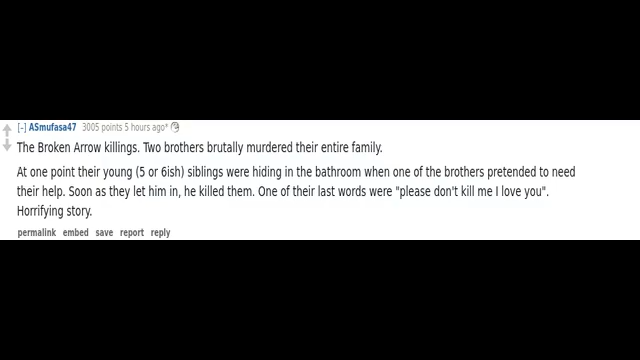 [–] ASmufasa47 3005 points 5 hours ago*
The Broken Arrow killings. Two brothers brutally murdered their entire family.
At one point their young (5 or 6ish) siblings were hiding in the bathroom when one of the brothers pretended to need
their help. Soon as they let him in, he killed them. One of their last words were "please don't kill me I love you".
Horrifying story.
permalink embed save report reply